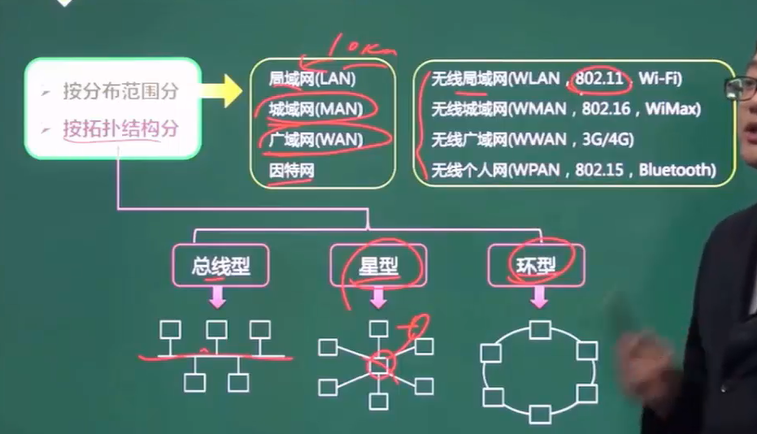 10km
按分布范围分
按拓扑结构分
局域网(LAN)
城域网(MAN)
广域网(WAN)
因特网
无线局域网(WLAN，802.11，Wi-Fi)
无线城域网(WMAN，802.16，WiMax)
无线广域网(WWAN，3G/4G)
无线个人网(WPAN，802.15，Bluetooth)
总线型
星型
环型